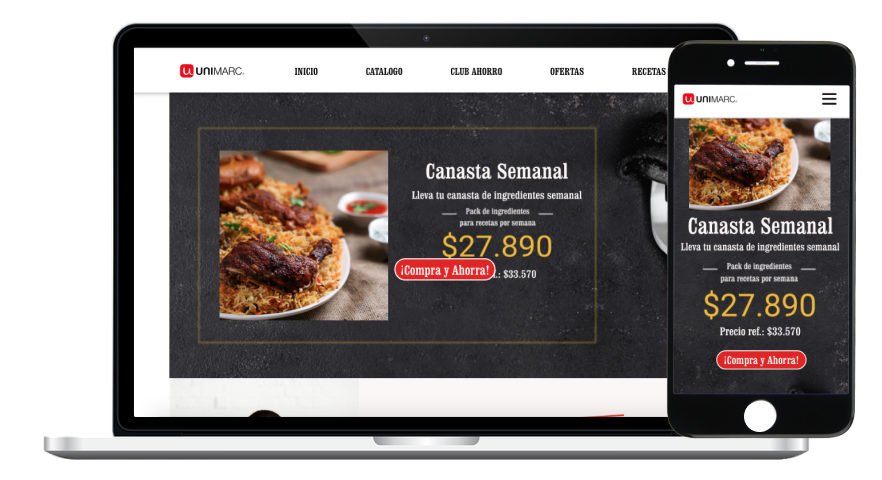 UNIMARC.
INICIO
CATALOGO
CLUB AHORRO
OFERTAS
RECETAS
Canasta Semanal
Lleva tu canasta de ingredientes semanal
Pack de ingredientes
para recetas por semana
$27.890
¡Compra y Ahorra!
.: $33.570
UNIMARC.
Canasta Semanal
Lleva tu canasta de ingredientes semanal
Pack de ingredientes
para recetas por semana
$27.890
Precio ref.: $33.570
¡Compra y Ahorra!